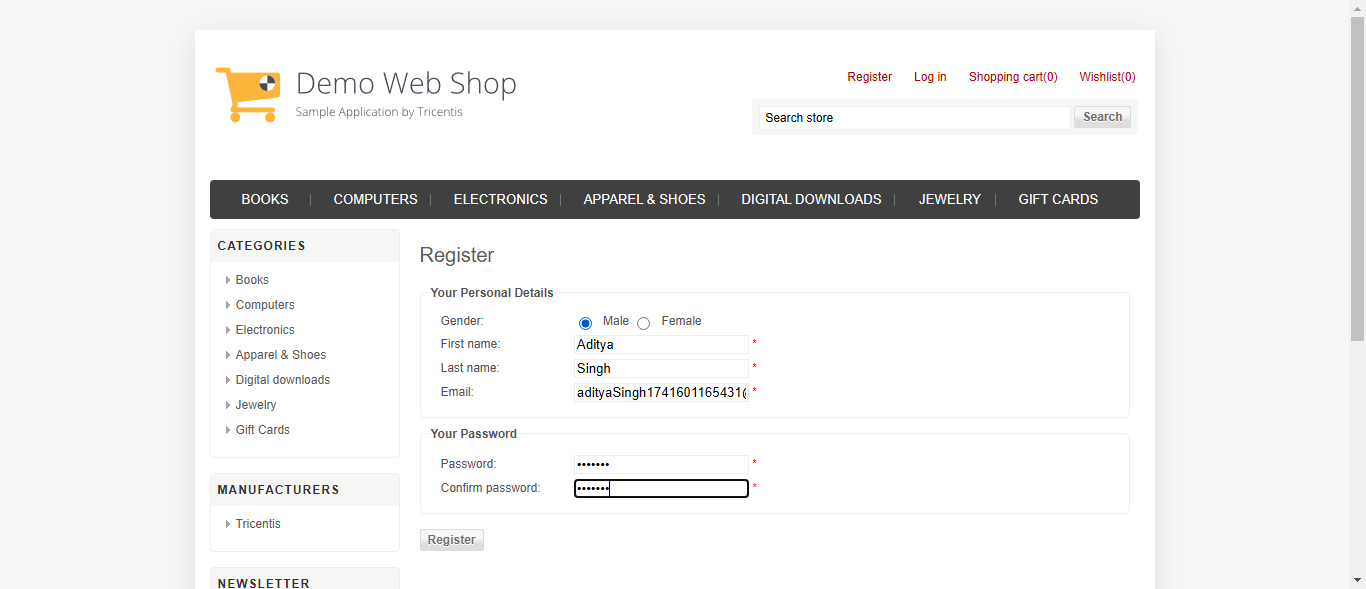 Demo Web Shop
Sample Application by Tricentis
Register Log in Shopping cart(0) Wishlist(0)
Search store Search
BOOKS COMPUTERS ELECTRONICS APPAREL & SHOES DIGITAL DOWNLOADS JEWELRY GIFT CARDS
CATEGORIES
Books
Computers
Electronics
Apparel & Shoes
Digital downloads
Jewelry
Gift Cards
MANUFACTURERS
Tricentis
NEWSLETTER
Register
Your Personal Details
Gender: Male Female
First name: Aditya *
Last name: Singh *
Email: adityaSingh1741601165431@ *
Your Password
Password: ••••••• *
Confirm password: ••••••• *
Register